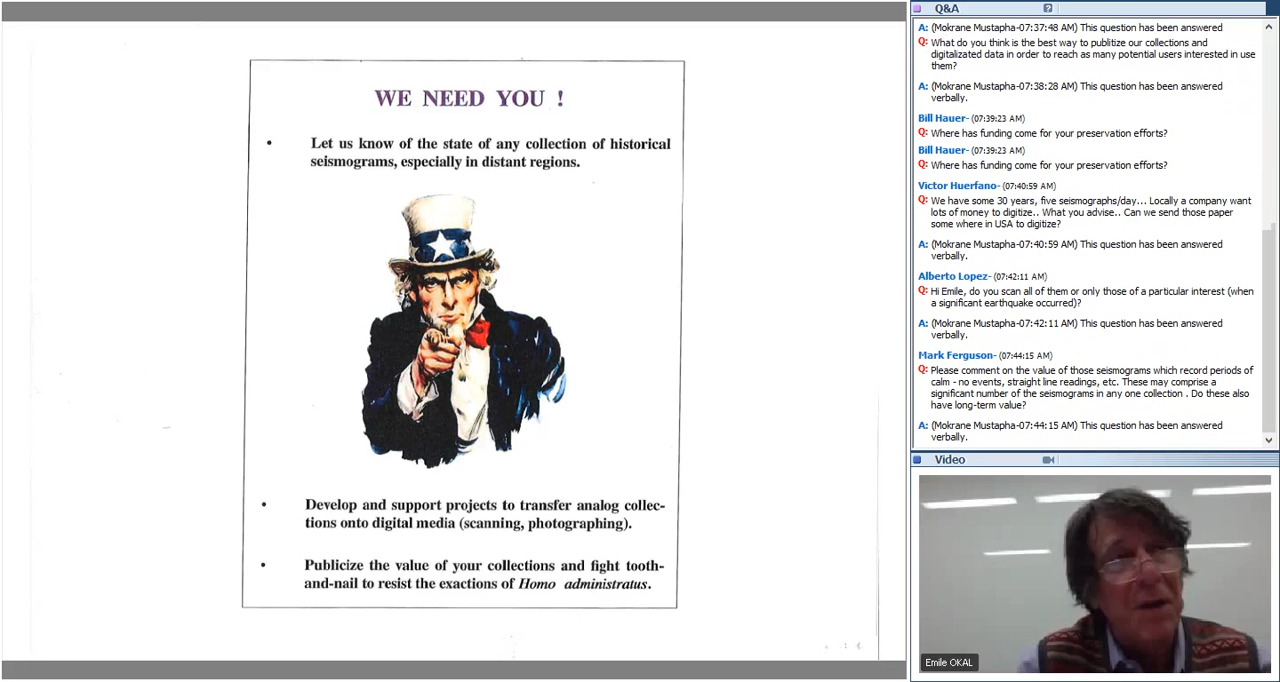 WE NEED YOU !
• Let us know of the state of any collection of historical
seismograms, especially in distant regions.
• Develop and support projects to transfer analog collec-
tions onto digital media (scanning, photographing).
• Publicize the value of your collections and fight tooth-
and-nail to resist the exactions of Homo administratus.
Q&A
A: (Mokrane Mustapha-07:37:48 AM) This question has been answered
Q: What do you think is the best way to publitize our collections and
digitalizated data in order to reach as many potential users interested in use
them?
A: (Mokrane Mustapha-07:38:28 AM) This question has been answered
verbally.
Bill Hauer- (07:39:23 AM)
Q: Where has funding come for your preservation efforts?
Bill Hauer- (07:39:23 AM)
Q: Where has funding come for your preservation efforts?
Victor Huerfano- (07:40:59 AM)
Q: We have some 30 years, five seismographs/day... Locally a company want
lots of money to digitize.. What you advise.. Can we send those paper
some where in USA to digitize?
A: (Mokrane Mustapha-07:40:59 AM) This question has been answered
verbally.
Alberto Lopez- (07:42:11 AM)
Q: Hi Emile, do you scan all of them or only those of a particular interest (when
a significant earthquake occurred)?
A: (Mokrane Mustapha-07:42:11 AM) This question has been answered
verbally.
Mark Ferguson- (07:44:15 AM)
Q: Please comment on the value of those seismograms which record periods of
calm - no events, straight line readings, etc. These may comprise a
significant number of the seismograms in any one collection . Do these also
have long-term value?
A: (Mokrane Mustapha-07:44:15 AM) This question has been answered
verbally.
Video
Emile OKAL